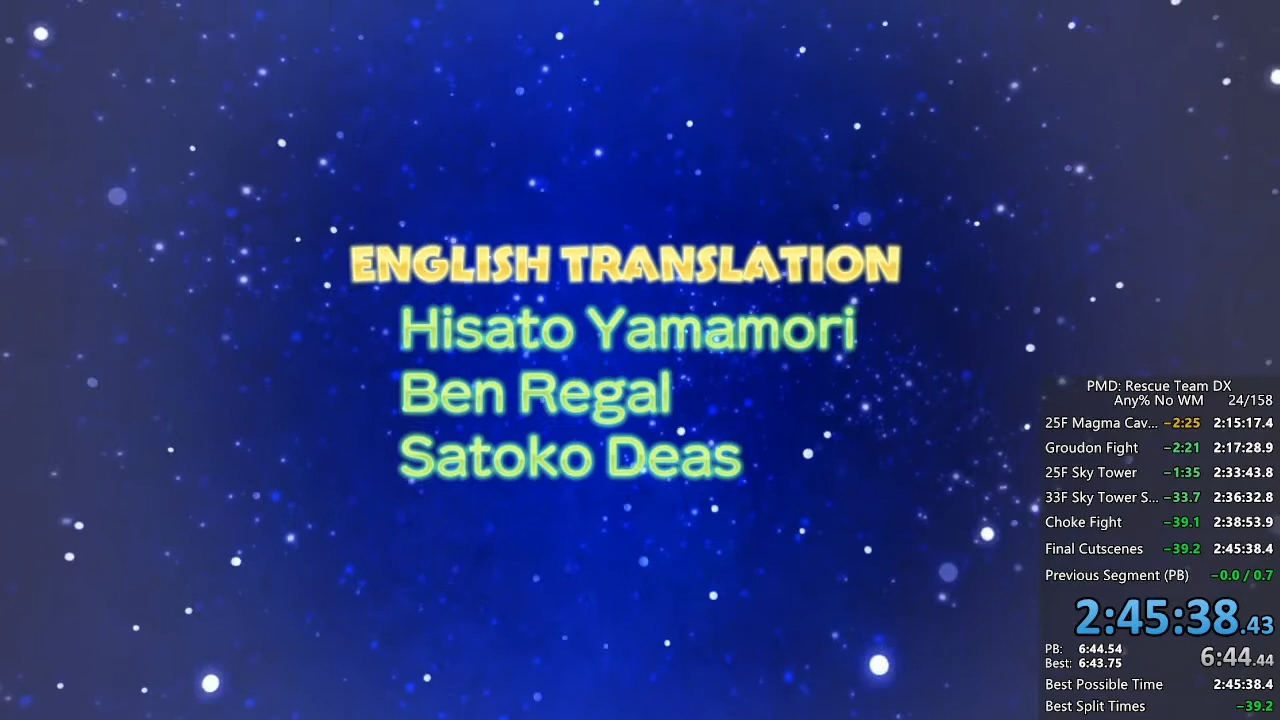 ENGLISH TRANSLATION
Hisato Yamamori
Ben Regal
Satoko Deas
PMD: Rescue Team DX
Any% No WM 24/158
25F Magma Cav... −2:25 2:15:17.4
Groudon Fight −2:21 2:17:28.9
25F Sky Tower −1:35 2:33:43.8
33F Sky Tower S... −33.7 2:36:32.8
Choke Fight −39.1 2:38:53.9
Final Cutscenes −39.2 2:45:38.4
Previous Segment (PB) −0.0 / 0.7
2:45:38.43
PB: 6:44.54
Best: 6:43.75
6:44.44
Best Possible Time 2:45:38.4
Best Split Times −39.2